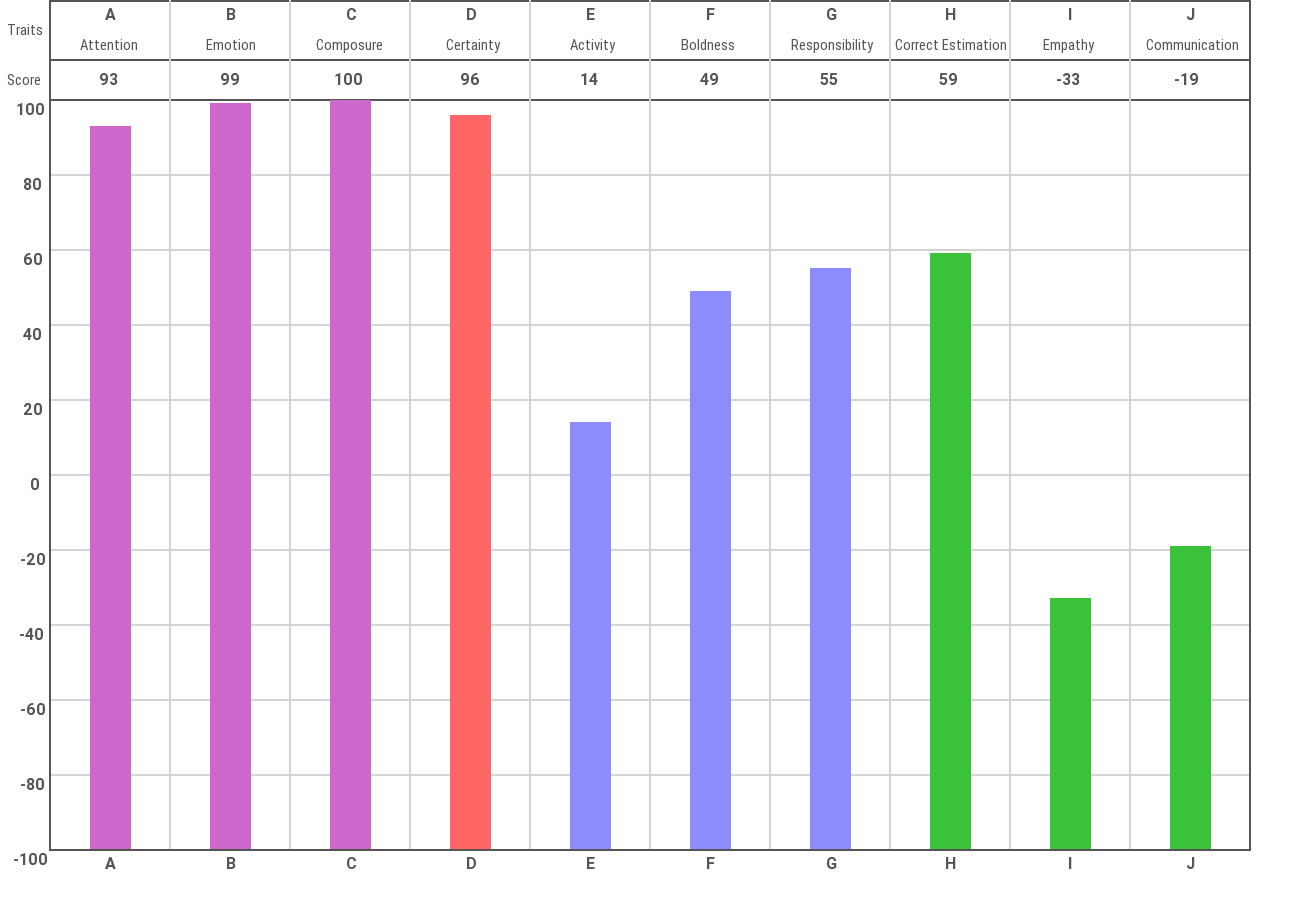 Traits A B C D E F G H I J
Attention Emotion Composure Certainty Activity Boldness Responsibility Correct Estimation Empathy Communication
Score 93 99 100 96 14 49 55 59 -33 -19
100
80
60
40
20
0
-20
-40
-60
-80
-100
A B C D E F G H I J